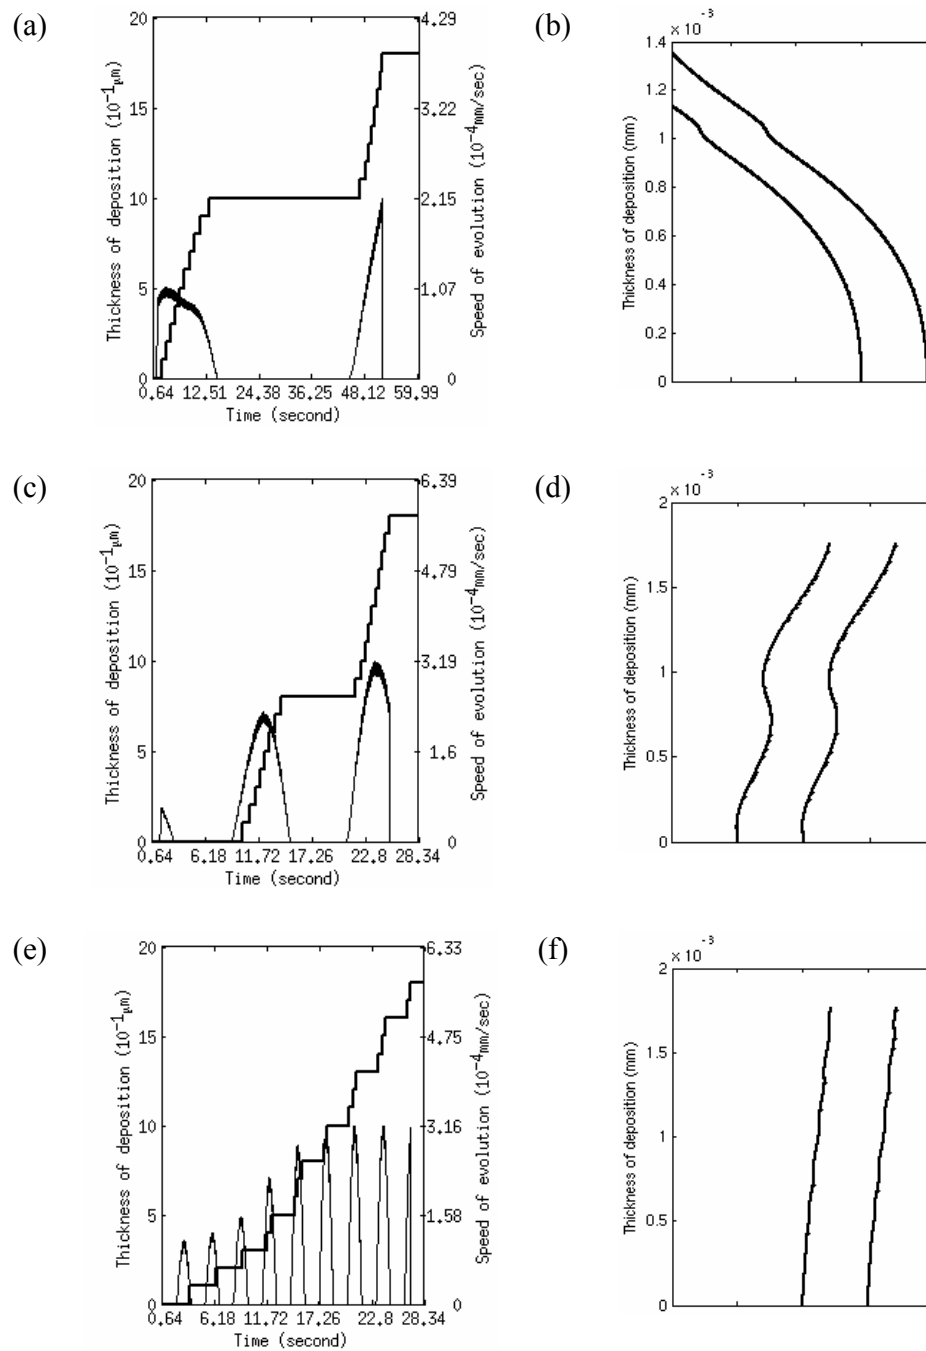 (a)
20
15
10
5
0
Thickness of deposition (10⁻¹μm)
4.29
3.22
2.15
1.07
0
Speed of evolution (10⁻⁴mm/sec)
0.64 12.51 24.38 36.25 48.12 59.99
Time (second)
(b)
x 10⁻³
1.4
1.2
1
0.8
0.6
0.4
0.2
0
Thickness of deposition (mm)
(c)
20
15
10
5
0
Thickness of deposition (10⁻¹μm)
6.39
4.79
3.19
1.6
0
Speed of evolution (10⁻⁴mm/sec)
0.64 6.18 11.72 17.26 22.8 28.34
Time (second)
(d)
x 10⁻³
2
1.5
1
0.5
0
Thickness of deposition (mm)
(e)
20
15
10
5
0
Thickness of deposition (10⁻¹μm)
6.33
4.75
3.16
1.58
0
Speed of evolution (10⁻⁴mm/sec)
0.64 6.18 11.72 17.26 22.8 28.34
Time (second)
(f)
x 10⁻³
2
1.5
1
0.5
0
Thickness of deposition (mm)